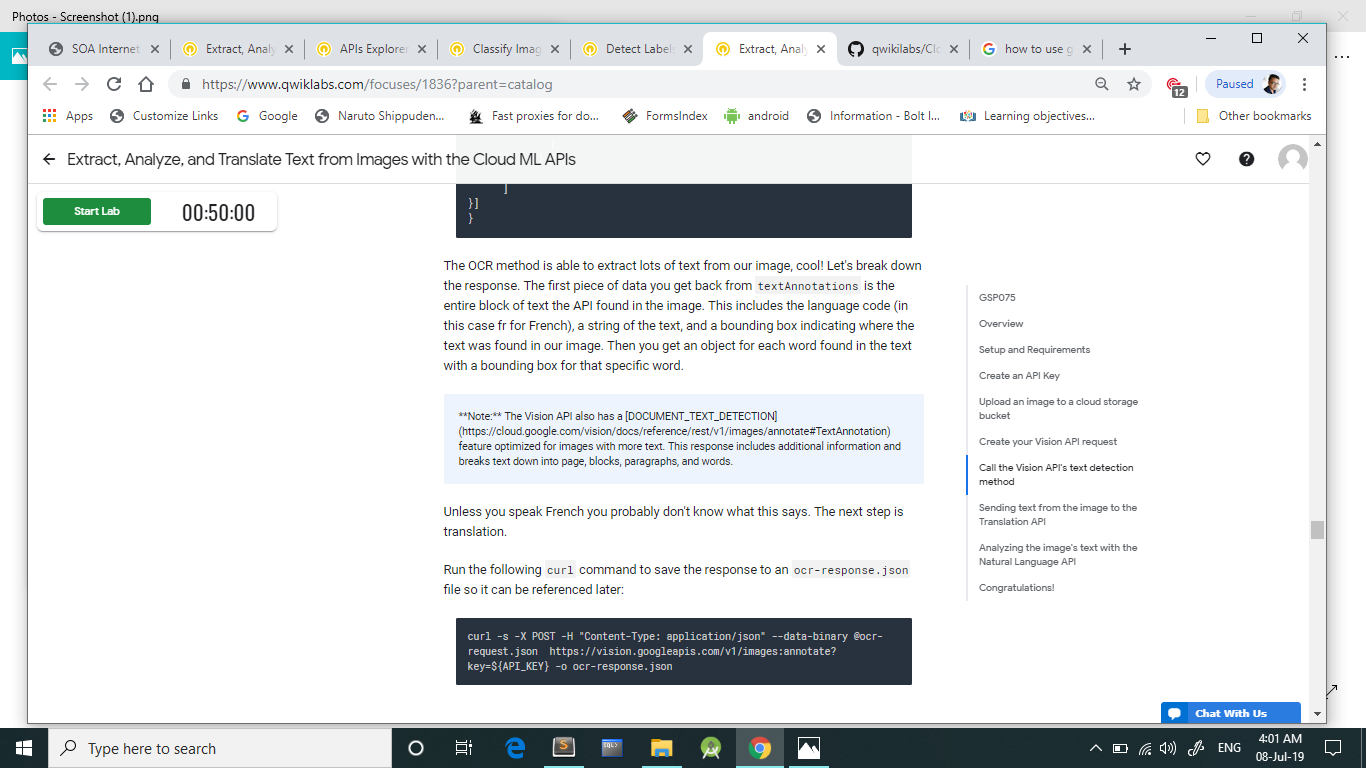 Photos - Screenshot (1).png
SOA Internet
Extract, Anal
APIs Explorer
Classify Imag
Detect Labels
Extract, Anal
qwikilabs/Clo
how to use g
https://www.qwiklabs.com/focuses/1836?parent=catalog
12
Paused
Apps
Customize Links
Google
Naruto Shippuden...
Fast proxies for do...
FormsIndex
android
Information - Bolt I...
Learning objectives...
Other bookmarks
Extract, Analyze, and Translate Text from Images with the Cloud ML APIs
Start Lab
00:50:00
]
}]
}
The OCR method is able to extract lots of text from our image, cool! Let's break down
the response. The first piece of data you get back from textAnnotations is the
entire block of text the API found in the image. This includes the language code (in
this case fr for French), a string of the text, and a bounding box indicating where the
text was found in our image. Then you get an object for each word found in the text
with a bounding box for that specific word.
**Note:** The Vision API also has a [DOCUMENT_TEXT_DETECTION]
(https://cloud.google.com/vision/docs/reference/rest/v1/images/annotate#TextAnnotation)
feature optimized for images with more text. This response includes additional information and
breaks text down into page, blocks, paragraphs, and words.
Unless you speak French you probably don't know what this says. The next step is
translation.
Run the following curl command to save the response to an ocr-response.json
file so it can be referenced later:
curl -s -X POST -H "Content-Type: application/json" --data-binary @ocr-
request.json  https://vision.googleapis.com/v1/images:annotate?
key=${API_KEY} -o ocr-response.json
GSP075
Overview
Setup and Requirements
Create an API Key
Upload an image to a cloud storage
bucket
Create your Vision API request
Call the Vision API's text detection
method
Sending text from the image to the
Translation API
Analyzing the image's text with the
Natural Language API
Congratulations!
Chat With Us
Type here to search
ENG
4:01 AM
08-Jul-19